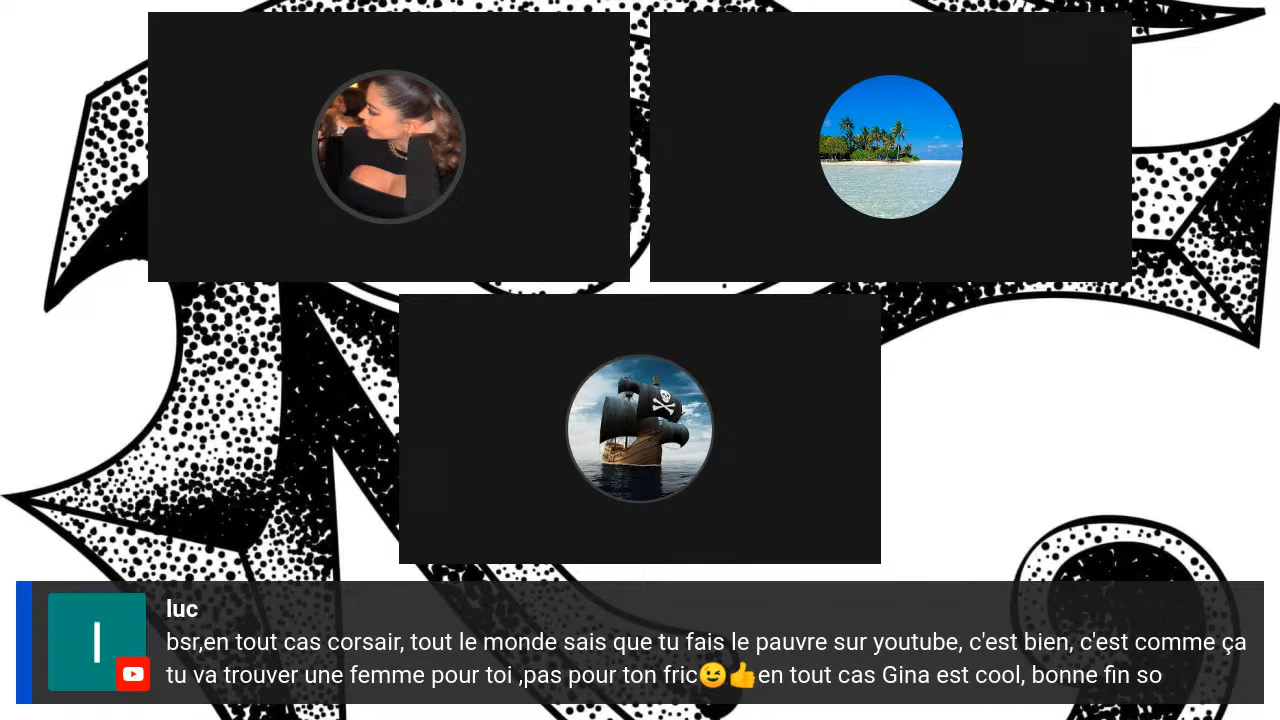 luc
bsr,en tout cas corsair, tout le monde sais que tu fais le pauvre sur youtube, c'est bien, c'est comme ça
tu va trouver une femme pour toi ,pas pour ton fric😉👍en tout cas Gina est cool, bonne fin so
l